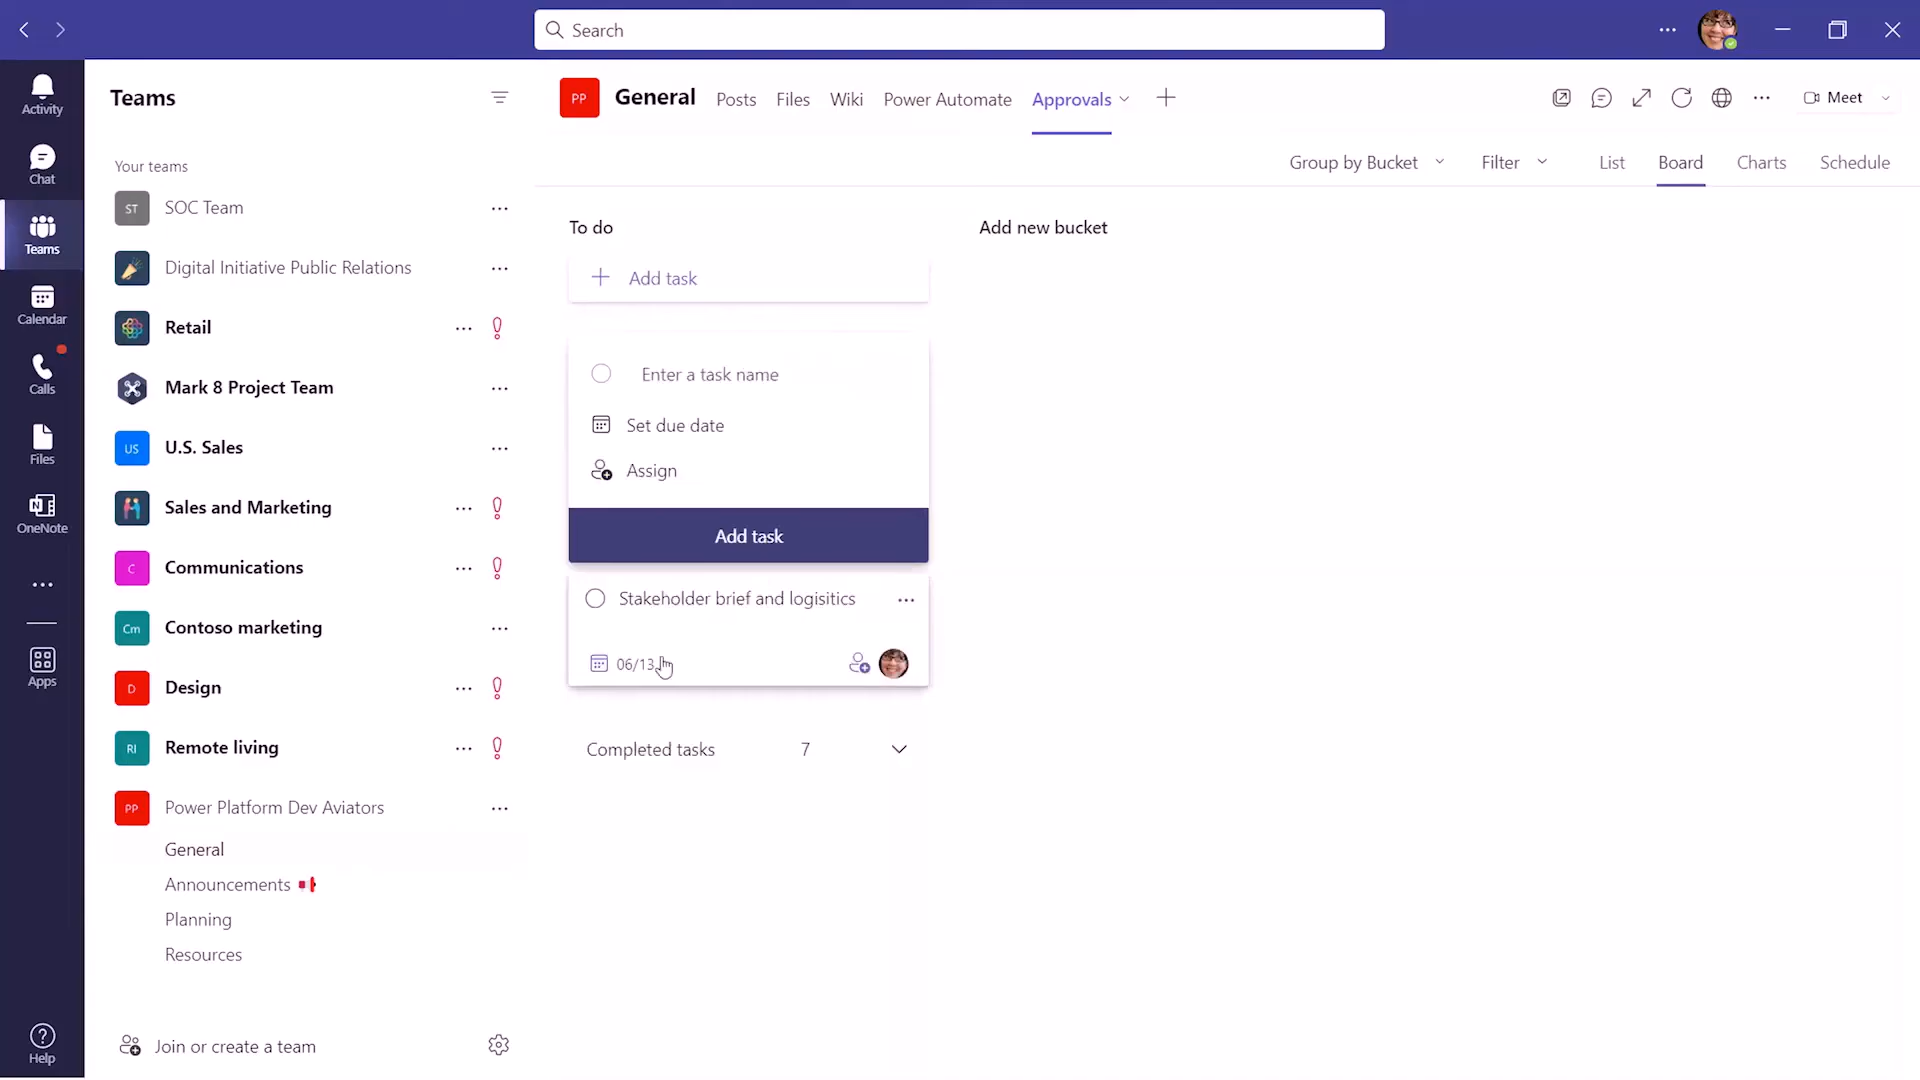 Search
Activity
Chat
Teams
Calendar
Calls
Files
OneNote
Apps
Help
Teams
Your teams
ST SOC Team
Digital Initiative Public Relations
Retail
Mark 8 Project Team
US U.S. Sales
Sales and Marketing
C Communications
Cm Contoso marketing
D Design
RI Remote living
PP Power Platform Dev Aviators
General
Announcements
Planning
Resources
Join or create a team
PP General Posts Files Wiki Power Automate Approvals Meet
Group by Bucket Filter List Board Charts Schedule
To do Add new bucket
Add task
Enter a task name
Set due date
Assign
Add task
Stakeholder brief and logisitics
06/13
Completed tasks 7